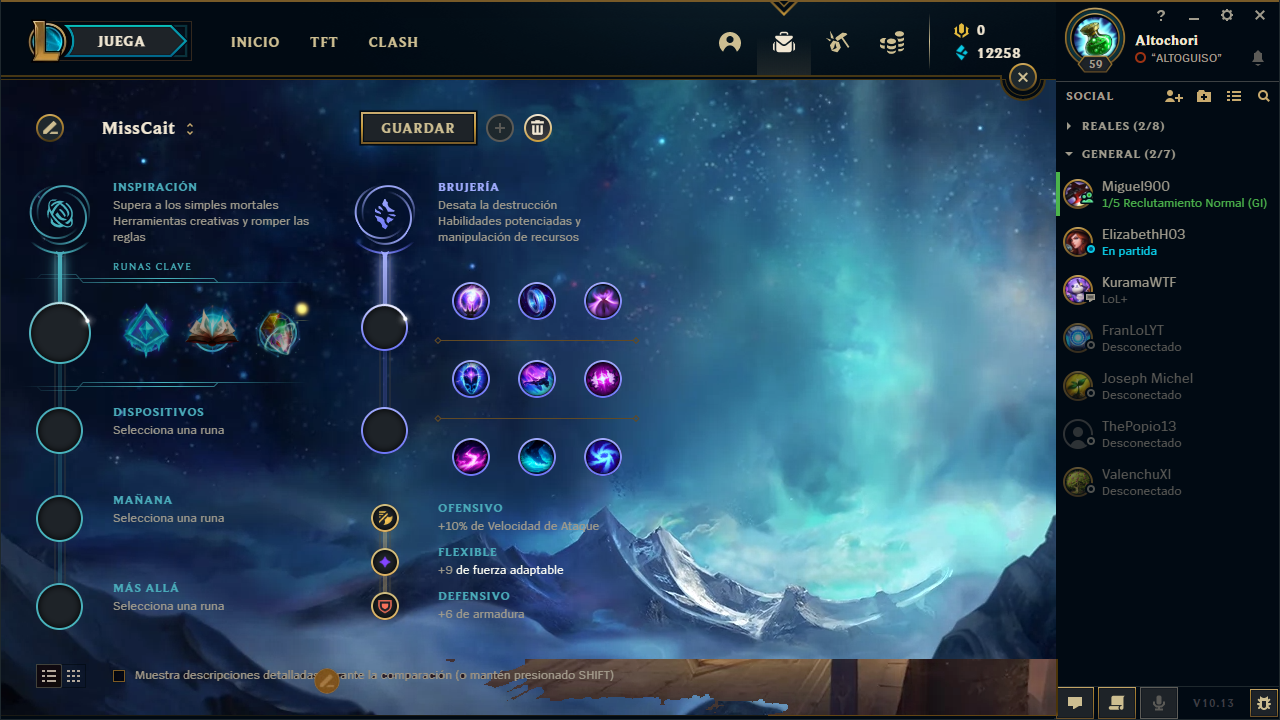 JUEGA
INICIO
TFT
CLASH
0
12258
59
Altochori
"ALTOGUISO"
?
MissCait
GUARDAR
SOCIAL
REALES (2/8)
GENERAL (2/7)
Miguel900
1/5 Reclutamiento Normal (GI)
ElizabethH03
En partida
KuramaWTF
LoL+
FranLoLYT
Desconectado
Joseph Michel
Desconectado
ThePopio13
Desconectado
ValenchuXI
Desconectado
INSPIRACIÓN
Supera a los simples mortales
Herramientas creativas y romper las
reglas
RUNAS CLAVE
DISPOSITIVOS
Selecciona una runa
MAÑANA
Selecciona una runa
MÁS ALLÁ
Selecciona una runa
BRUJERÍA
Desata la destrucción
Habilidades potenciadas y
manipulación de recursos
OFENSIVO
+10% de Velocidad de Ataque
FLEXIBLE
+9 de fuerza adaptable
DEFENSIVO
+6 de armadura
Muestra descripciones detalladas durante la comparación (o mantén presionado SHIFT)
V10.13